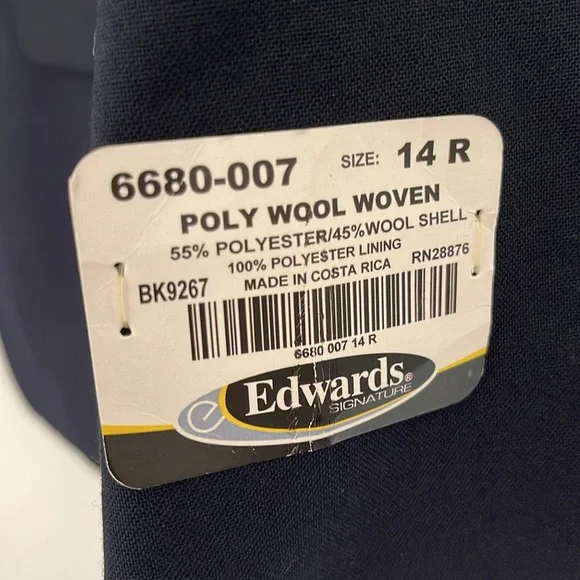 6680-007 SIZE: 14 R
POLY WOOL WOVEN
55% POLYESTER/45%WOOL SHELL
100% POLYESTER LINING
BK9267 MADE IN COSTA RICA RN28876
6680 007 14 R
Edwards®
SIGNATURE